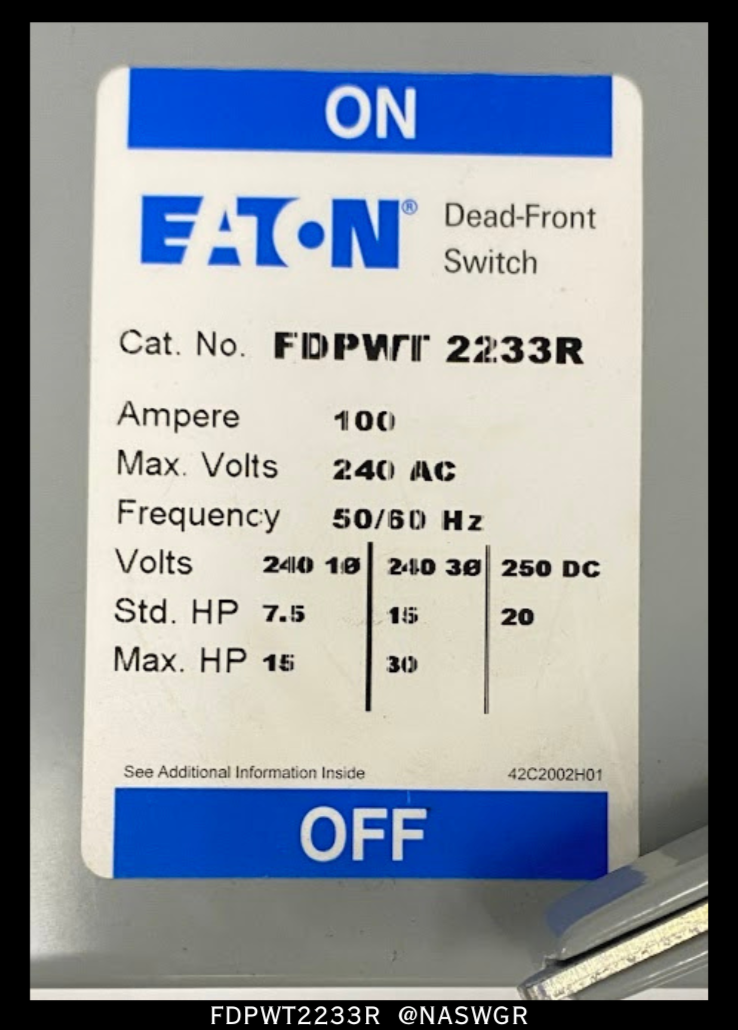 ON
EATON® Dead-Front
Switch
Cat. No. FDPWT 2233R
Ampere 100
Max. Volts 240 AC
Frequency 50/60 Hz
Volts 240 1Ø 240 3Ø 250 DC
Std. HP 7.5 15 20
Max. HP 15 30
See Additional Information Inside 42C2002H01
OFF
FDPWT2233R @NASWGR